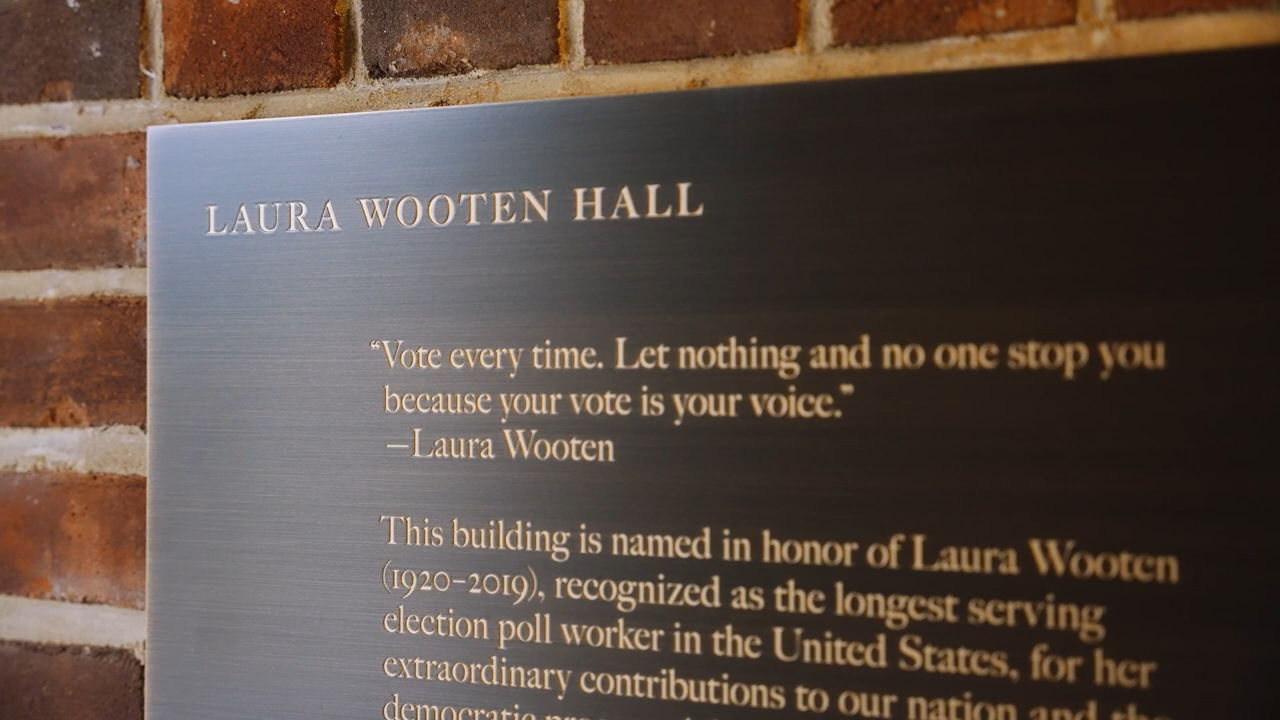 LAURA WOOTEN HALL
“Vote every time. Let nothing and no one stop you
because your vote is your voice.”
—Laura Wooten
This building is named in honor of Laura Wooten
(1920–2019), recognized as the longest serving
election poll worker in the United States, for her
extraordinary contributions to our nation and the
democratic